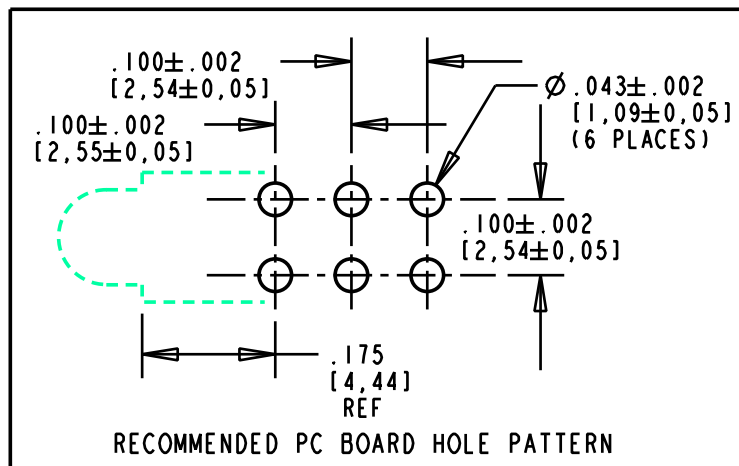 .100±.002
[2,54±0,05]
.100±.002
[2,55±0,05]
Ø .043±.002
[1,09±0,05]
(6 PLACES)
.100±.002
[2,54±0,05]
.175
[4,44]
REF
RECOMMENDED PC BOARD HOLE PATTERN